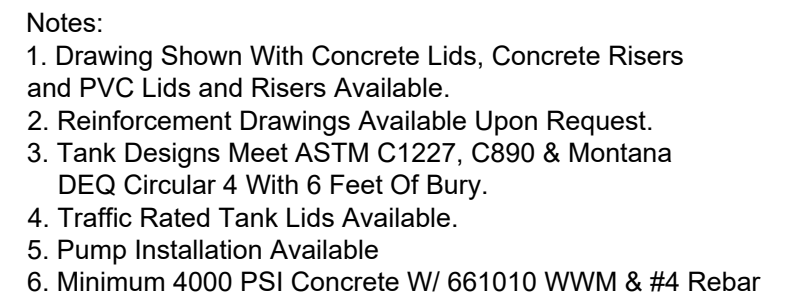 Notes:
1. Drawing Shown With Concrete Lids, Concrete Risers
and PVC Lids and Risers Available.
2. Reinforcement Drawings Available Upon Request.
3. Tank Designs Meet ASTM C1227, C890 & Montana
DEQ Circular 4 With 6 Feet Of Bury.
4. Traffic Rated Tank Lids Available.
5. Pump Installation Available
6. Minimum 4000 PSI Concrete W/ 661010 WWM & #4 Rebar